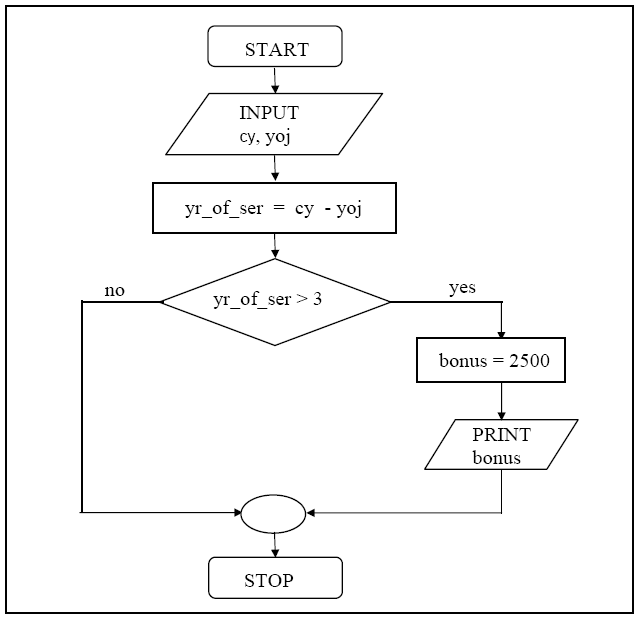 START
INPUT
cy, yoj
yr_of_ser = cy - yoj
yr_of_ser > 3
no
yes
bonus = 2500
PRINT
bonus
STOP